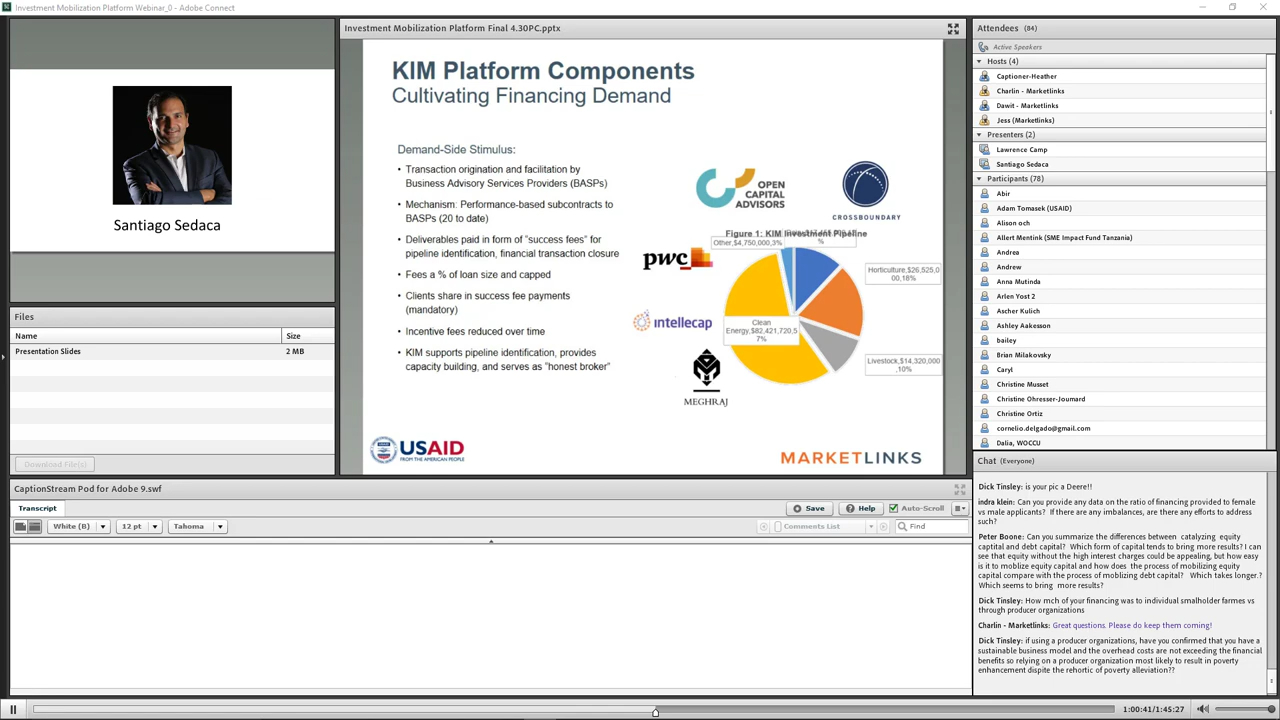 Investment Mobilization Platform Webinar_0 - Adobe Connect
Santiago Sedaca
Files
Name
Size
Presentation Slides
2 MB
Download File(s)
Investment Mobilization Platform Final 4.30PC.pptx
KIM Platform Components
Cultivating Financing Demand
Demand-Side Stimulus:
• Transaction origination and facilitation by
Business Advisory Services Providers (BASPs)
• Mechanism: Performance-based subcontracts to
BASPs (20 to date)
• Deliverables paid in form of "success fees" for
pipeline identification, financial transaction closure
• Fees a % of loan size and capped
• Clients share in success fee payments
(mandatory)
• Incentive fees reduced over time
• KIM supports pipeline identification, provides
capacity building, and serves as "honest broker"
OPEN
CAPITAL
ADVISORS
CROSSBOUNDARY
pwc
intellecap
MEGHRAJ
Figure 1: KIM Investment Pipeline
%
Other,$4,750,000,3%
Horticulture,$26,525,0
00,18%
Clean
Energy,$82,421,720,5
7%
Livestock,$14,320,000
,10%
USAID
FROM THE AMERICAN PEOPLE
MARKETLINKS
CaptionStream Pod for Adobe 9.swf
Transcript
Save
Help
Auto-Scroll
White (B)
12 pt
Tahoma
Comments List
Find
Attendees (84)
Active Speakers
Hosts (4)
Captioner-Heather
Charlin - Marketlinks
Dawit - Marketlinks
Jess (Marketlinks)
Presenters (2)
Lawrence Camp
Santiago Sedaca
Participants (78)
Abir
Adam Tomasek (USAID)
Alison och
Allert Mentink (SME Impact Fund Tanzania)
Andrea
Andrew
Anna Mutinda
Arlen Yost 2
Ascher Kulich
Ashley Aakesson
bailey
Brian Milakovsky
Caryl
Christine Musset
Christine Ohresser-Joumard
Christine Ortiz
cornelio.delgado@gmail.com
Dalia, WOCCU
Chat (Everyone)
Dick Tinsley: is your pic a Deere!!
indra klein: Can you provide any data on the ratio of financing provided to female
vs male applicants? If there are any imbalances, are there any efforts to address
such?
Peter Boone: Can you summarize the differences between catalyzing equity
captital and debt capital? Which form of capital tends to bring more results? I can
see that equity without the high interest charges could be appealing, but how easy
is it to moblize equity capital and how does the process of mobilizing equity
capital compare with the process of moblizing debt capital? Which takes longer.?
Which seems to bring more results?
Dick Tinsley: How mch of your financing was to individual smalholder farmes vs
through producer organizations
Charlin - Marketlinks: Great questions. Please do keep them coming!
Dick Tinsley: if using a producer organizations, have you confirmed that you have a
sustainable business model and the overhead costs are not exceeding the financial
benefits so relying on a producer organization most likely to result in poverty
enhancement dispite the rehortic of poverty alleviation??
1:00:41/1:45:27